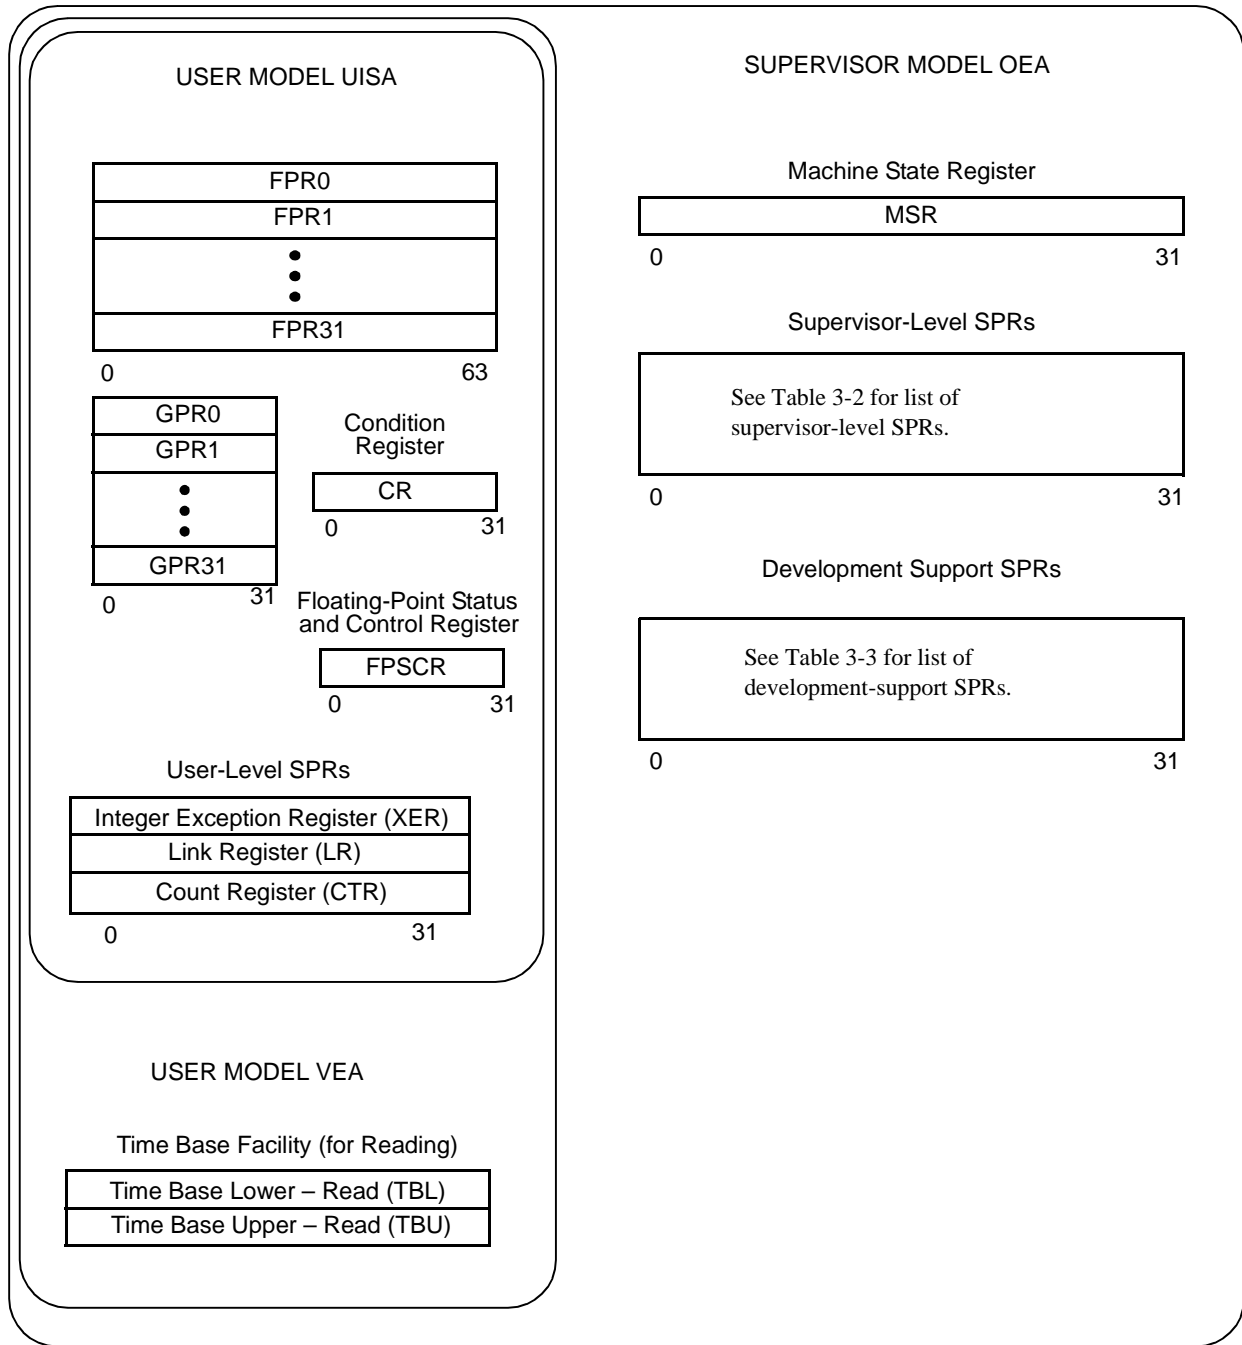 USER MODEL UISA
FPR0
FPR1
FPR31
0 63
GPR0
GPR1
GPR31
0 31
Condition
Register
CR
0 31
Floating-Point Status
and Control Register
FPSCR
0 31
User-Level SPRs
Integer Exception Register (XER)
Link Register (LR)
Count Register (CTR)
0 31
USER MODEL VEA
Time Base Facility (for Reading)
Time Base Lower – Read (TBL)
Time Base Upper – Read (TBU)
SUPERVISOR MODEL OEA
Machine State Register
MSR
0 31
Supervisor-Level SPRs
See Table 3-2 for list of
supervisor-level SPRs.
0 31
Development Support SPRs
See Table 3-3 for list of
development-support SPRs.
0 31